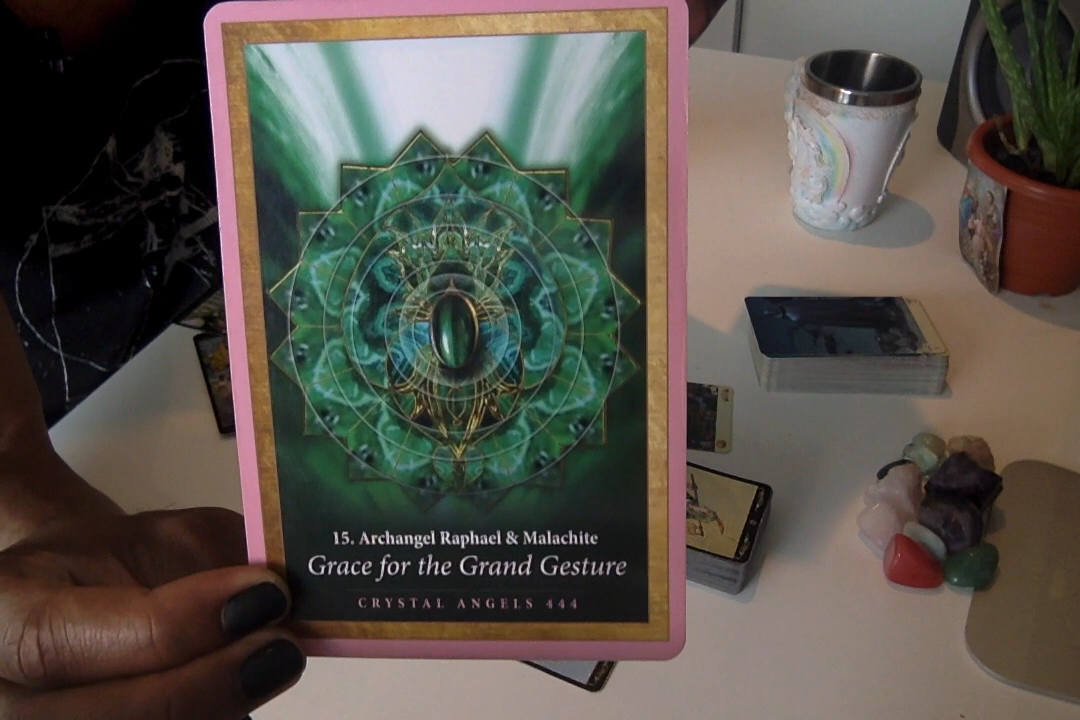 15. Archangel Raphael & Malachite
Grace for the Grand Gesture
CRYSTAL ANGELS 444